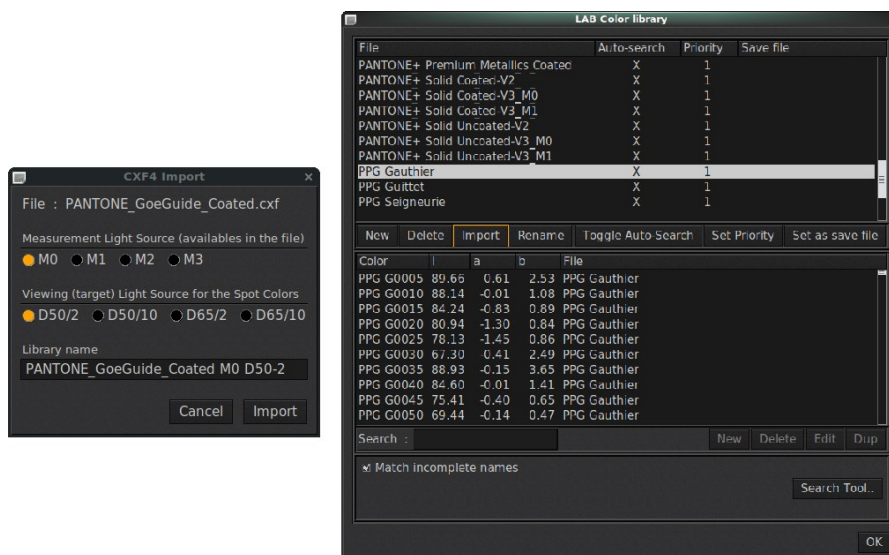 CXF4 Import
File : PANTONE_GoeGuide_Coated.cxf
Measurement Light Source (availables in the file)
M0 M1 M2 M3
Viewing (target) Light Source for the Spot Colors
D50/2 D50/10 D65/2 D65/10
Library name
PANTONE_GoeGuide_Coated M0 D50-2
Cancel Import
LAB Color library
File Auto-search Priority Save file
PANTONE+ Premium Metallics Coated X 1
PANTONE+ Solid Coated-V2 X 1
PANTONE+ Solid Coated-V3_M0 X 1
PANTONE+ Solid Coated V3_M1 X 1
PANTONE+ Solid Uncoated-V2 X 1
PANTONE+ Solid Uncoated-V3_M0 X 1
PANTONE+ Solid Uncoated-V3_M1 X 1
PPG Gauthier X 1
PPG Guittet X 1
PPG Seigneurie X 1
New Delete Import Rename Toggle Auto-Search Set Priority Set as save file
Color l a b File
PPG G0005 89.66 0.61 2.53 PPG Gauthier
PPG G0010 88.14 -0.01 1.08 PPG Gauthier
PPG G0015 84.24 -0.83 0.89 PPG Gauthier
PPG G0020 80.94 -1.30 0.84 PPG Gauthier
PPG G0025 78.13 -1.45 0.86 PPG Gauthier
PPG G0030 67.30 -0.41 2.49 PPG Gauthier
PPG G0035 88.93 -0.15 3.65 PPG Gauthier
PPG G0040 84.60 -0.01 1.41 PPG Gauthier
PPG G0045 75.41 -0.40 0.65 PPG Gauthier
PPG G0050 69.44 -0.14 0.47 PPG Gauthier
Search :
New Delete Edit Dup
Match incomplete names
Search Tool..
OK